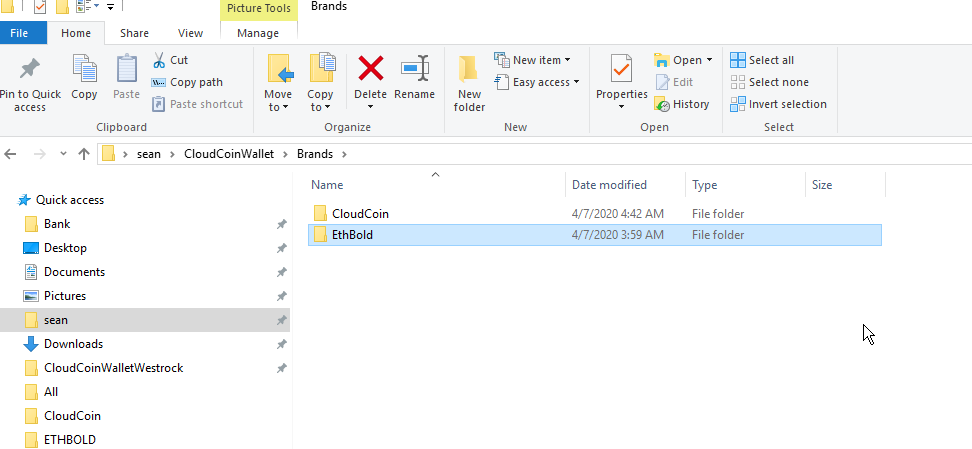 Picture Tools Brands
File Home Share View Manage
Pin to Quick access
Copy
Paste
Cut
Copy path
Paste shortcut
Clipboard
Move to
Copy to
Delete
Rename
Organize
New folder
New item
Easy access
New
Properties
Open
Edit
History
Open
Select all
Select none
Invert selection
Select
sean > CloudCoinWallet > Brands >
Name Date modified Type Size
CloudCoin 4/7/2020 4:42 AM File folder
EthBold 4/7/2020 3:59 AM File folder
Quick access
Bank
Desktop
Documents
Pictures
sean
Downloads
CloudCoinWalletWestrock
All
CloudCoin
ETHBOLD